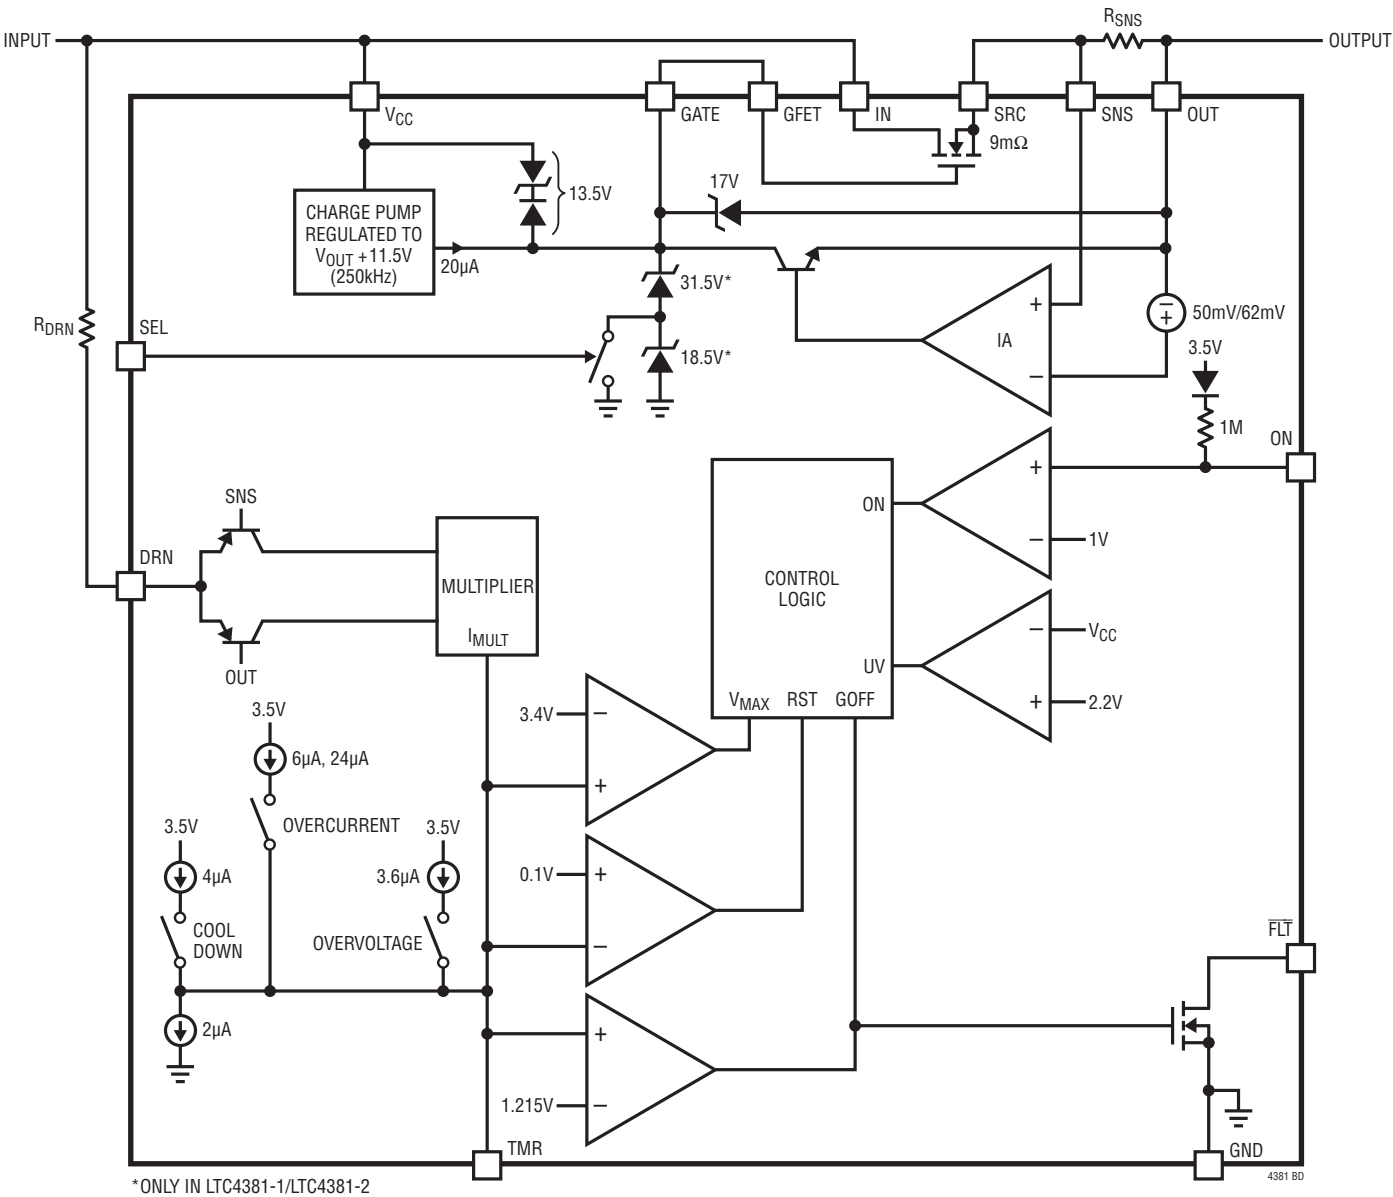 RSNS
INPUT
OUTPUT
VCC
GATE
GFET
IN
SRC
SNS
OUT
9mΩ
13.5V
17V
CHARGE PUMP
REGULATED TO
VOUT +11.5V
(250kHz)
20µA
31.5V*
50mV/62mV
RDRN
SEL
IA
+
−
−
+
18.5V*
3.5V
1M
ON
SNS
ON
+
−
1V
DRN
MULTIPLIER
IMULT
CONTROL
LOGIC
OUT
UV
−
VCC
+
2.2V
VMAX
RST
GOFF
3.5V
3.4V
−
6µA, 24µA
+
OVERCURRENT
3.5V
3.5V
4µA
3.6µA
0.1V
+
COOL
DOWN
OVERVOLTAGE
−
FLT
2µA
+
1.215V
−
TMR
GND
4381 BD
*ONLY IN LTC4381-1/LTC4381-2